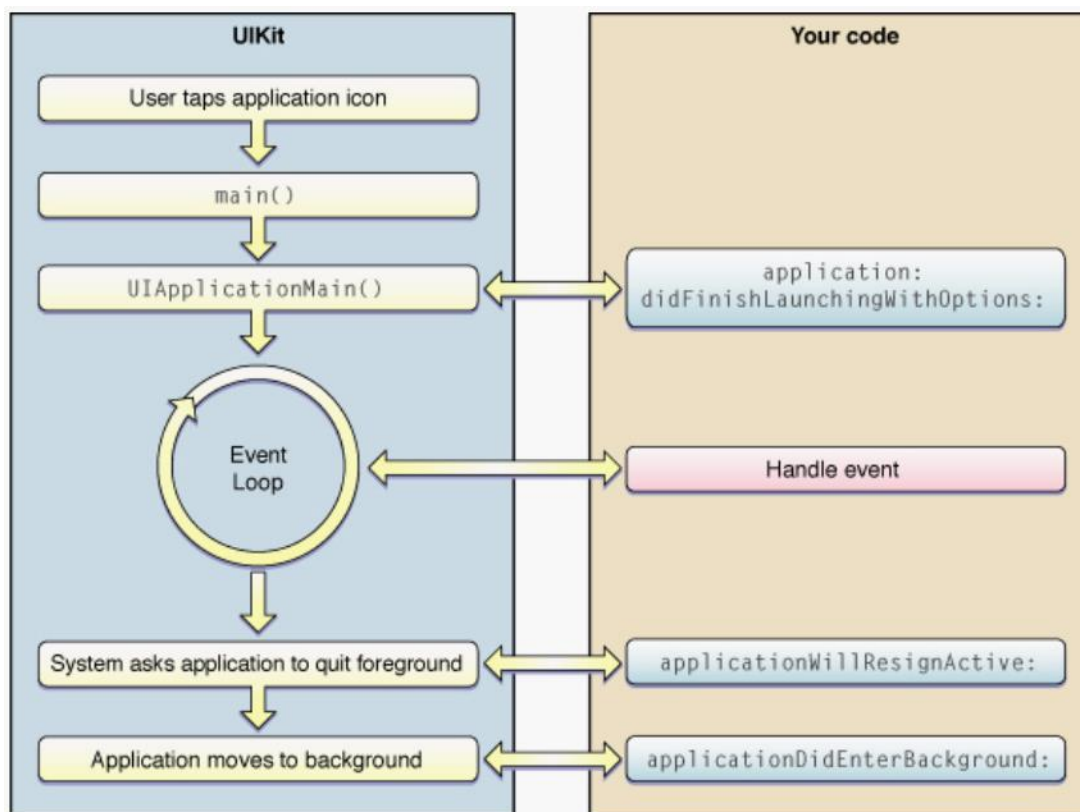 UIKit
Your code
User taps application icon
main()
UIApplicationMain()
application:
didFinishLaunchingWithOptions:
Event
Loop
Handle event
System asks application to quit foreground
applicationWillResignActive:
Application moves to background
applicationDidEnterBackground: